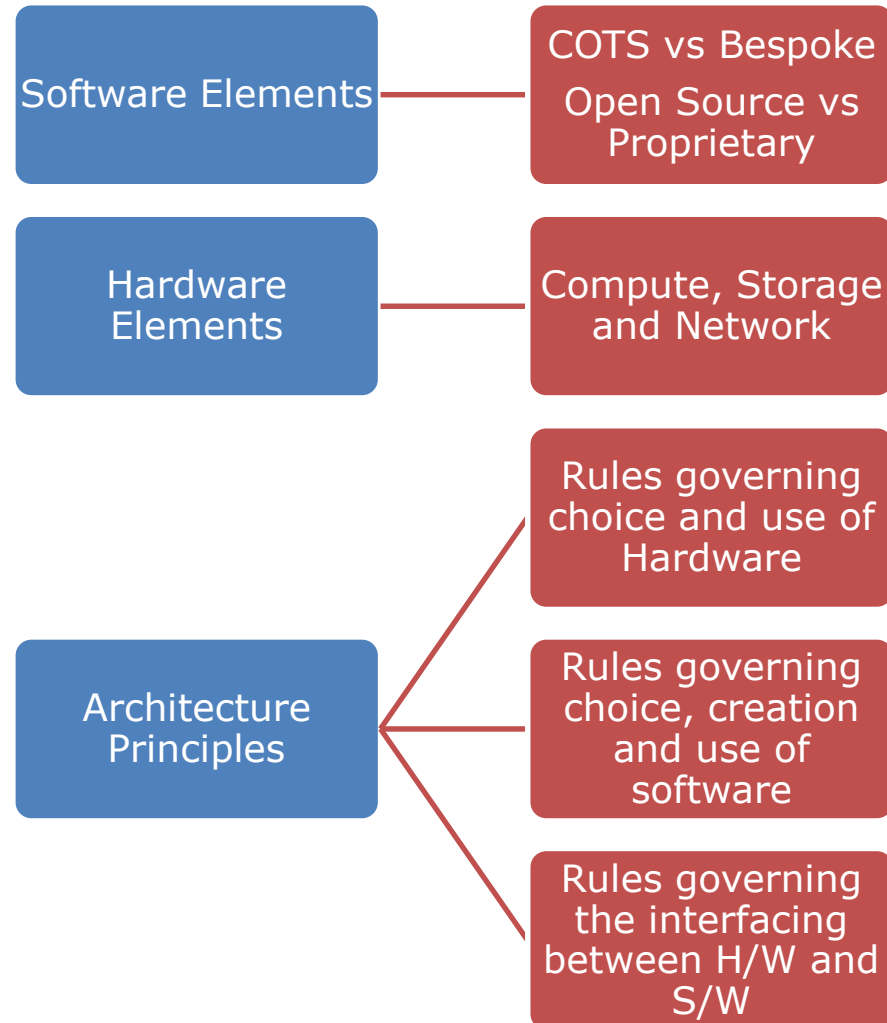 Software Elements
COTS vs Bespoke
Open Source vs
Proprietary
Hardware
Elements
Compute, Storage
and Network
Architecture
Principles
Rules governing
choice and use of
Hardware
Rules governing
choice, creation
and use of
software
Rules governing
the interfacing
between H/W and
S/W